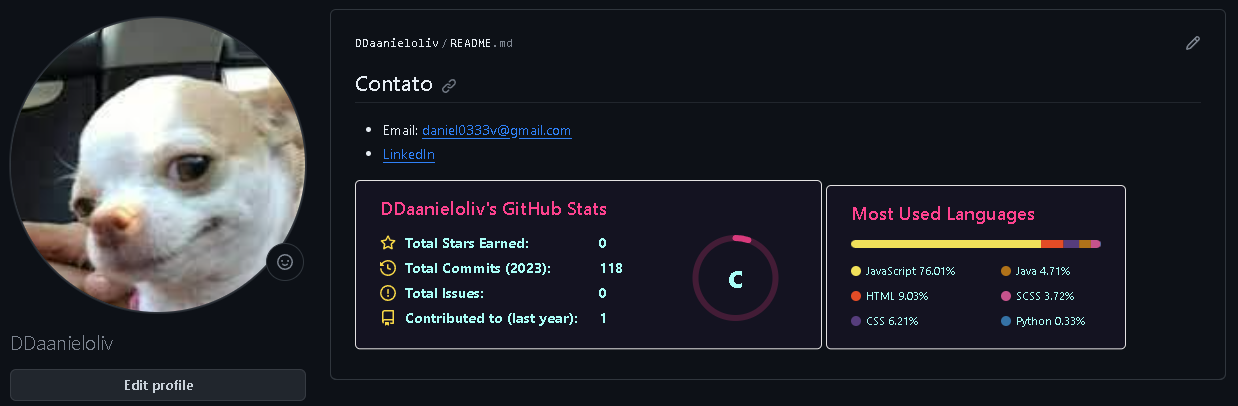 DDaanieloliv/README.md
Contato
Email: daniel0333v@gmail.com
LinkedIn
DDaanieloliv's GitHub Stats
Total Stars Earned: 0
Total Commits (2023): 118
Total Issues: 0
Contributed to (last year): 1
C
Most Used Languages
JavaScript 76.01%
HTML 9.03%
CSS 6.21%
Java 4.71%
SCSS 3.72%
Python 0.33%
DDaanieloliv
Edit profile